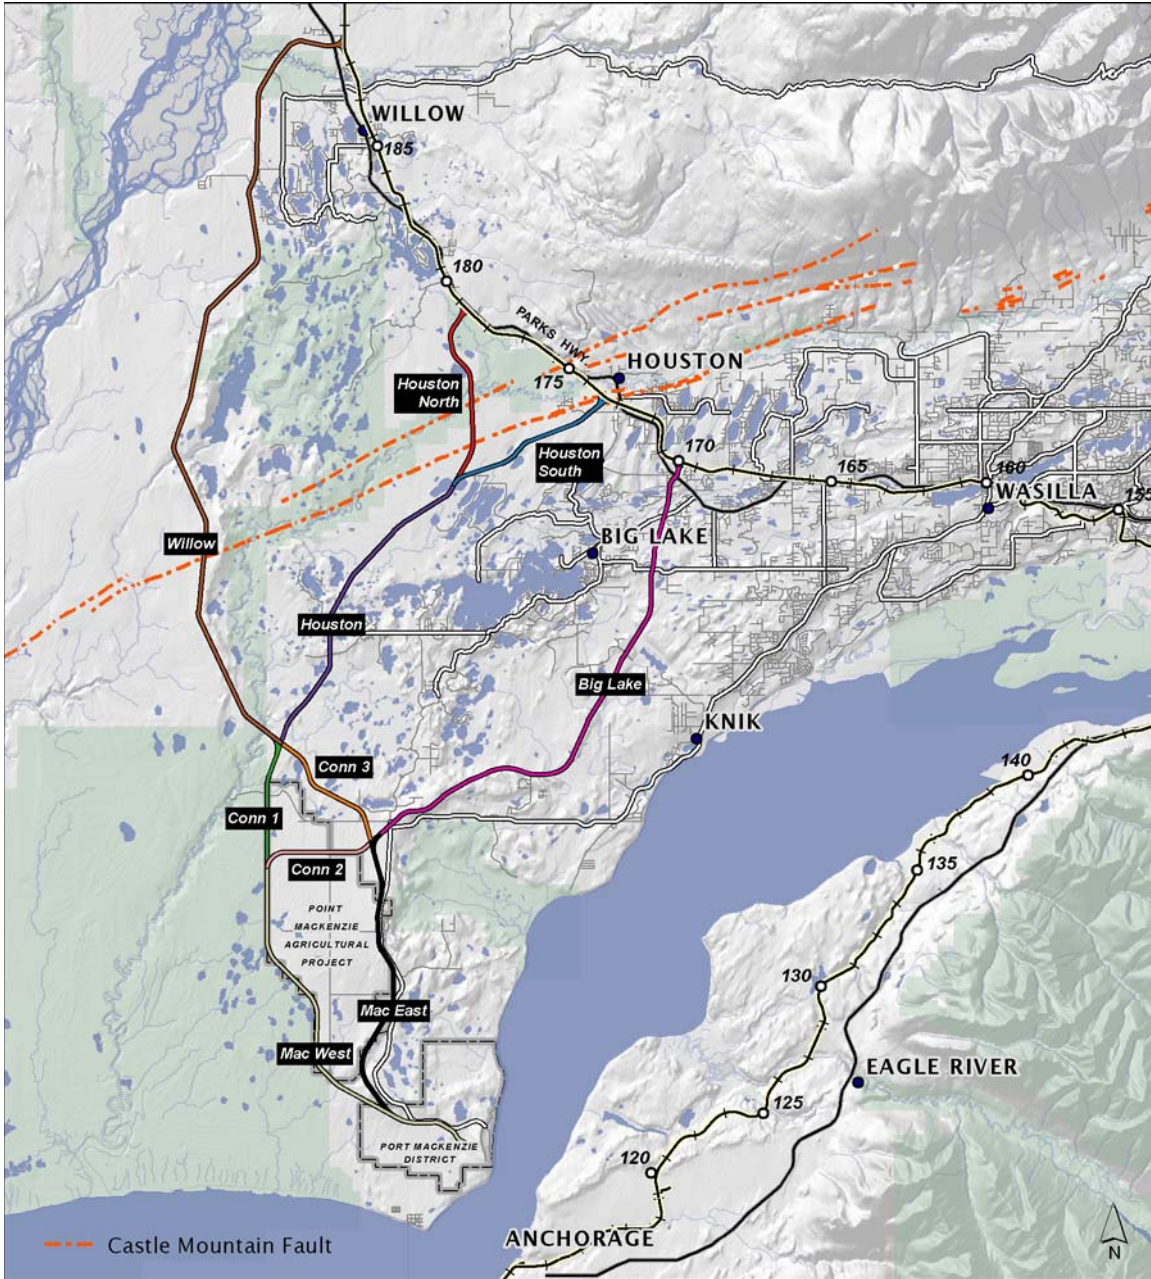 WILLOW
185
180
PARKS HWY
HOUSTON
175
Houston
North
170
Houston
South
165
160
WASILLA
155
Willow
BIG LAKE
Houston
Big Lake
KNIK
Conn 3
140
Conn 1
Conn 2
135
POINT
MACKENZIE
AGRICULTURAL
PROJECT
130
Mac East
Mac West
EAGLE RIVER
125
PORT MACKENZIE
DISTRICT
120
ANCHORAGE
Castle Mountain Fault
N